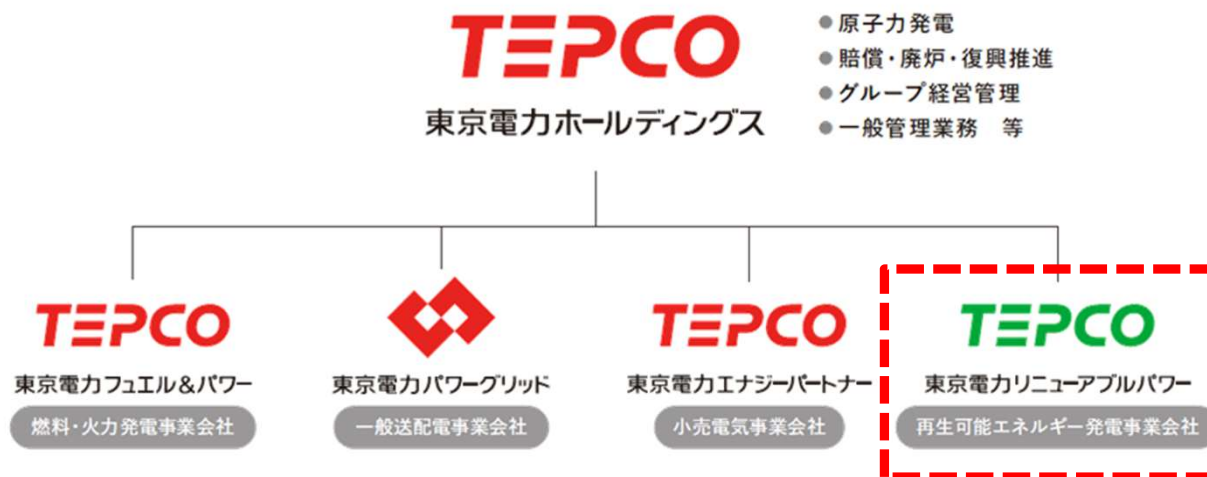 TEPCO
東京電力ホールディングス
●原子力発電
●賠償・廃炉・復興推進
●グループ経営管理
●一般管理業務　等
TEPCO
東京電力フュエル&パワー
燃料・火力発電事業会社
東京電力パワーグリッド
一般送配電事業会社
TEPCO
東京電力エナジーパートナー
小売電気事業会社
TEPCO
東京電力リニューアブルパワー
再生可能エネルギー発電事業会社